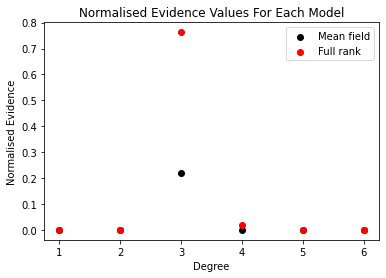 Normalised Evidence Values For Each Model
Mean field
Full rank
Normalised Evidence
0.8
0.7
0.6
0.5
0.4
0.3
0.2
0.1
0.0
1 2 3 4 5 6
Degree